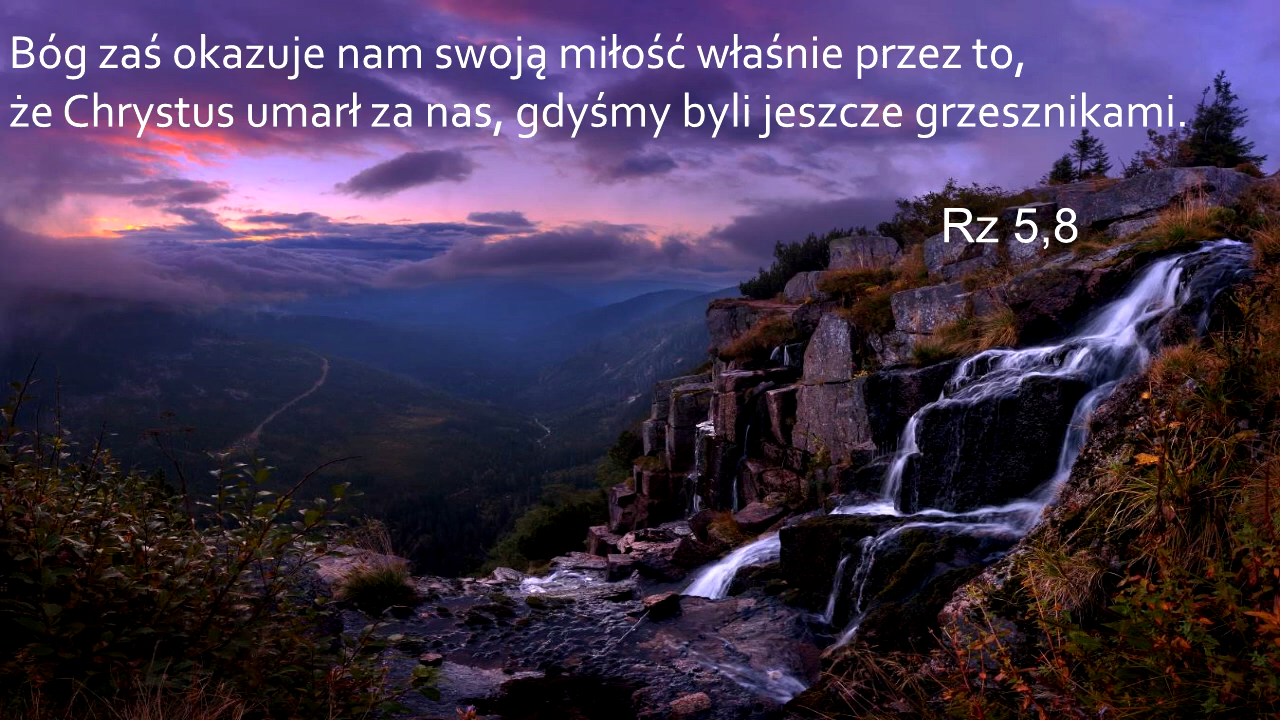 Bóg zaś okazuje nam swoją miłość właśnie przez to,
że Chrystus umarł za nas, gdyśmy byli jeszcze grzesznikami.
Rz 5,8